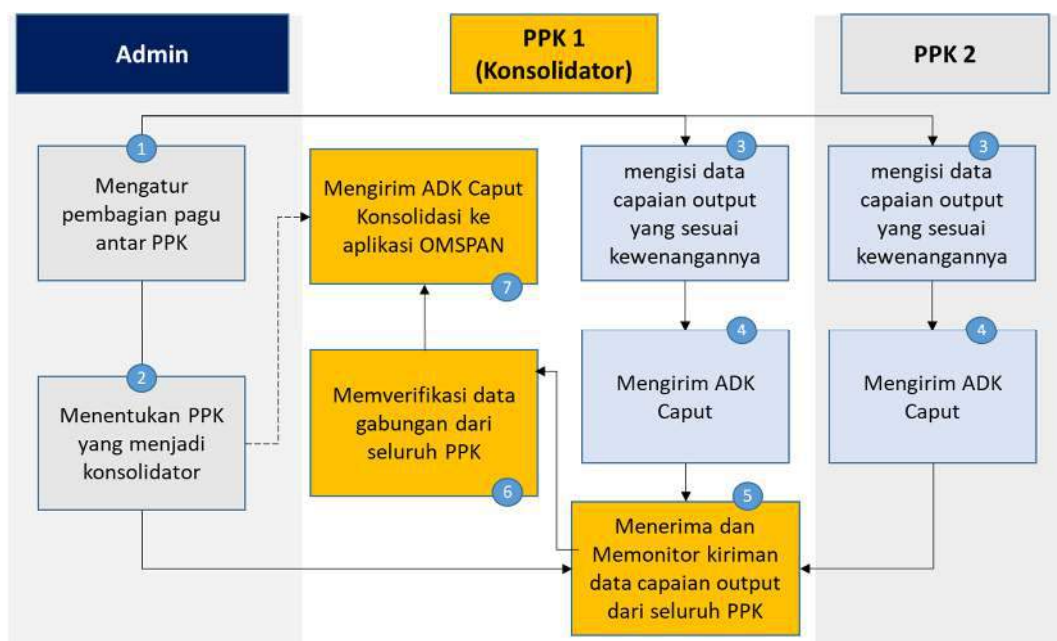 Admin
PPK 1
(Konsolidator)
PPK 2
1
Mengatur
pembagian pagu
antar PPK
2
Menentukan PPK
yang menjadi
konsolidator
Mengirim ADK Caput
Konsolidasi ke
aplikasi OMSPAN
7
Memverifikasi data
gabungan dari
seluruh PPK
6
3
mengisi data
capaian output
yang sesuai
kewenangannya
4
Mengirim ADK
Caput
5
Menerima dan
Memonitor kiriman
data capaian output
dari seluruh PPK
3
mengisi data
capaian output
yang sesuai
kewenangannya
4
Mengirim ADK
Caput